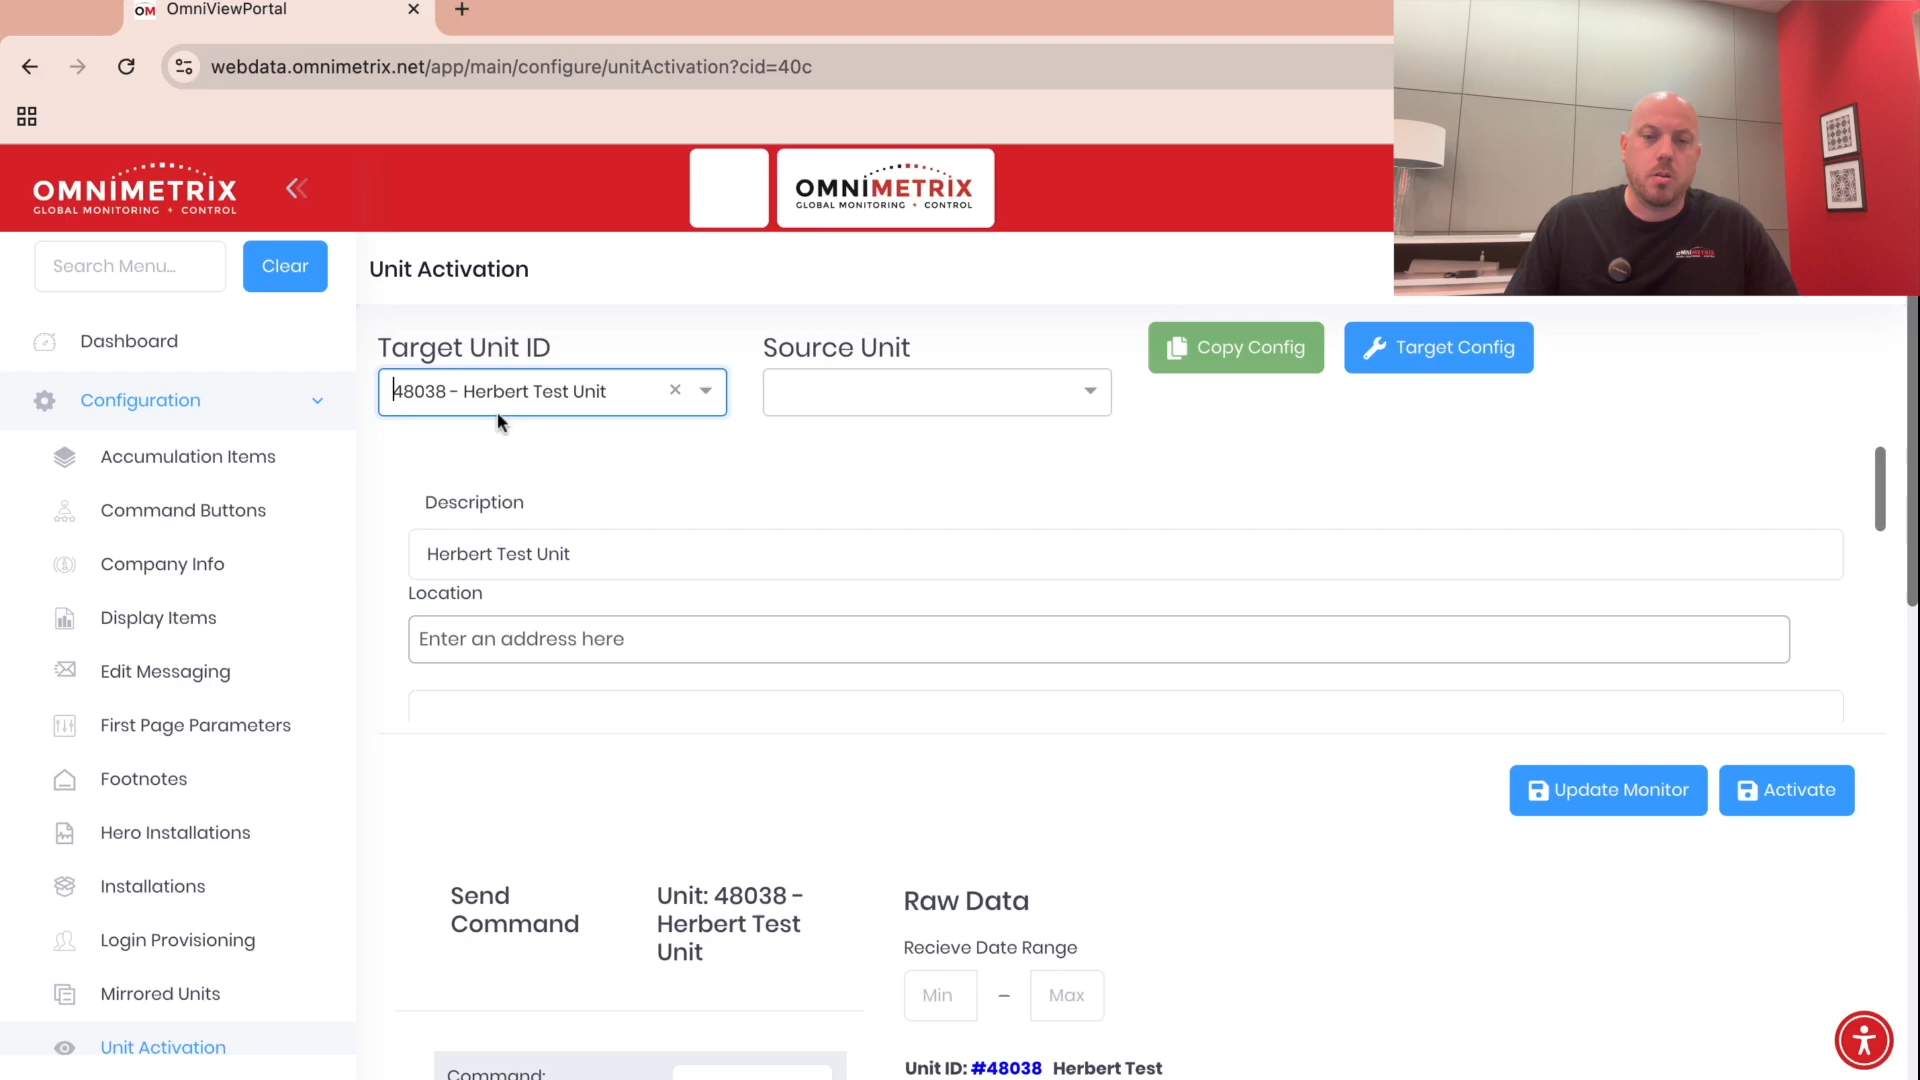 OM OmniViewPortal
webdata.omnimetrix.net/app/main/configure/unitActivation?cid=40c
OMNIMETRIX
GLOBAL MONITORING + CONTROL
OMNIMETRIX
GLOBAL MONITORING + CONTROL
Search Menu...
Clear
Unit Activation
Dashboard
Configuration
Accumulation Items
Command Buttons
Company Info
Display Items
Edit Messaging
First Page Parameters
Footnotes
Hero Installations
Installations
Login Provisioning
Mirrored Units
Unit Activation
Target Unit ID
Source Unit
Copy Config
Target Config
48038 - Herbert Test Unit
Description
Herbert Test Unit
Location
Enter an address here
Update Monitor
Activate
Send
Command
Unit: 48038 -
Herbert Test
Unit
Raw Data
Recieve Date Range
Min – Max
Command:
Unit ID: #48038 Herbert Test
OMNIMETRIX